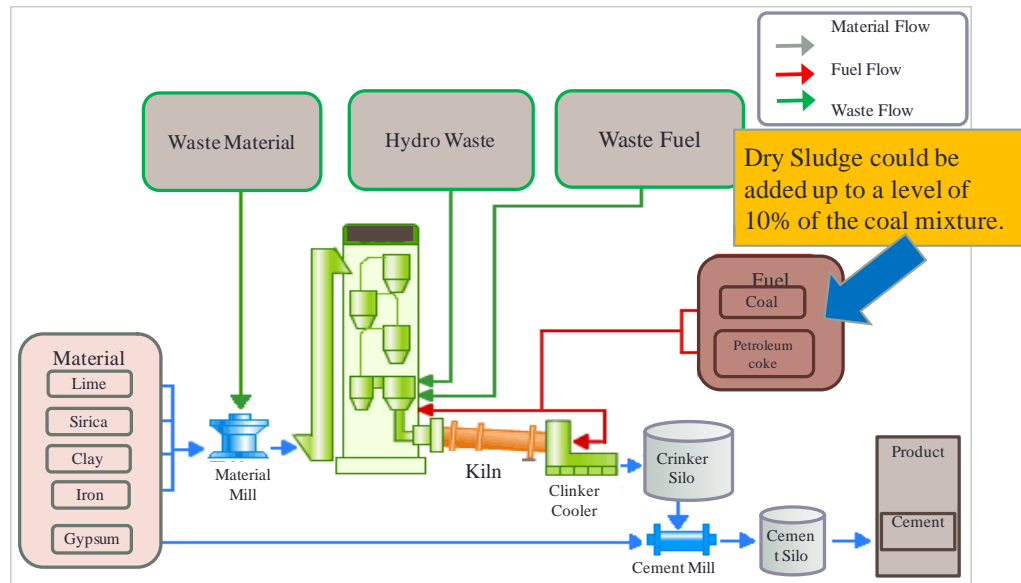 Material Flow
Fuel Flow
Waste Flow
Waste Material
Hydro Waste
Waste Fuel
Dry Sludge could be
added up to a level of
10% of the coal mixture.
Fuel
Coal
Petroleum
coke
Material
Lime
Sirica
Clay
Iron
Gypsum
Material
Mill
Kiln
Clinker
Cooler
Crinker
Silo
Cement Mill
Cemen
t Silo
Product
Cement